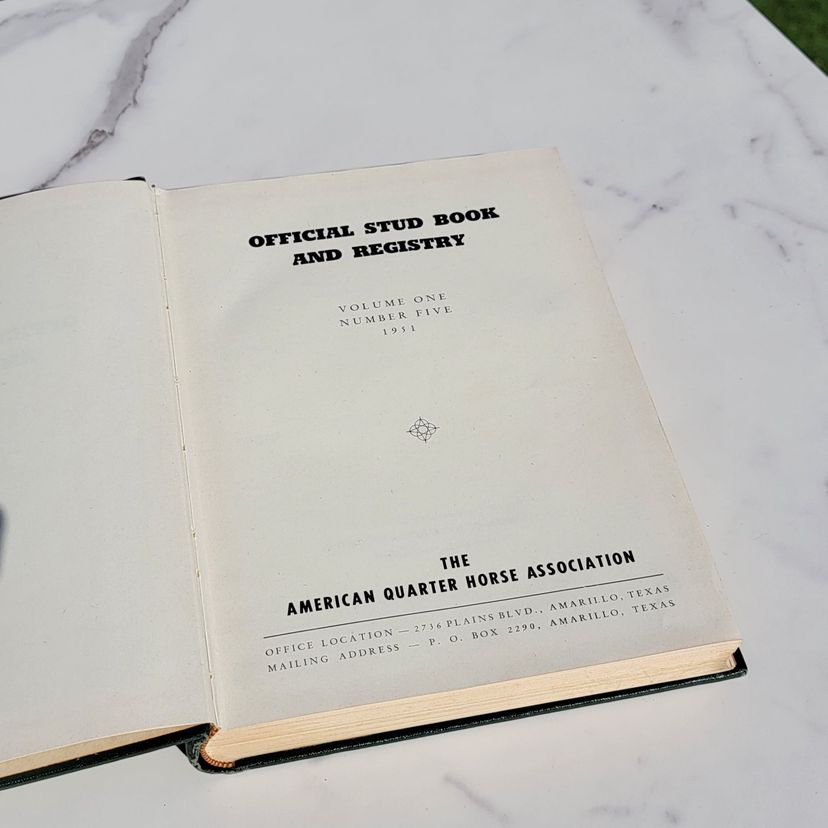 OFFICIAL STUD BOOK
AND REGISTRY
VOLUME ONE
NUMBER FIVE
1951
THE
AMERICAN QUARTER HORSE ASSOCIATION
OFFICE LOCATION — 2736 PLAINS BLVD., AMARILLO, TEXAS
MAILING ADDRESS — P. O. BOX 2290, AMARILLO, TEXAS